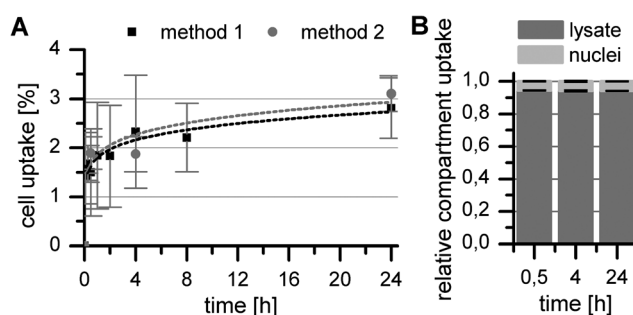 A
method 1
method 2
cell uptake [%]
4
3
2
1
0
0 4 8 12 16 20 24
time [h]
B
lysate
nuclei
relative compartment uptake
1,0
0,8
0,6
0,4
0,2
0,0
0,5 4 24
time [h]